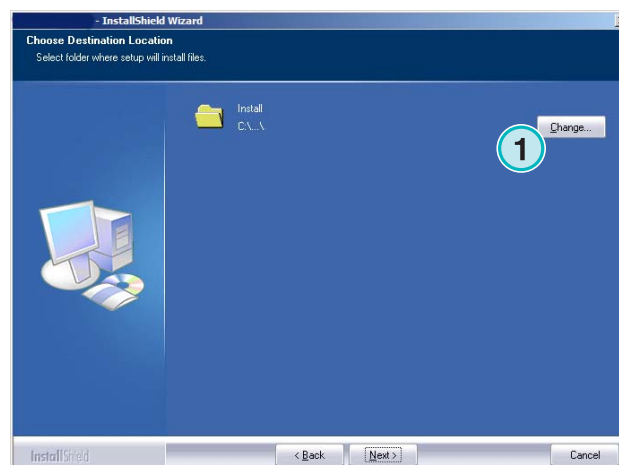 - InstallShield Wizard
Choose Destination Location
Select folder where setup will install files.
Install
C:\...\
Change...
1
InstallShield
< Back
Next >
Cancel